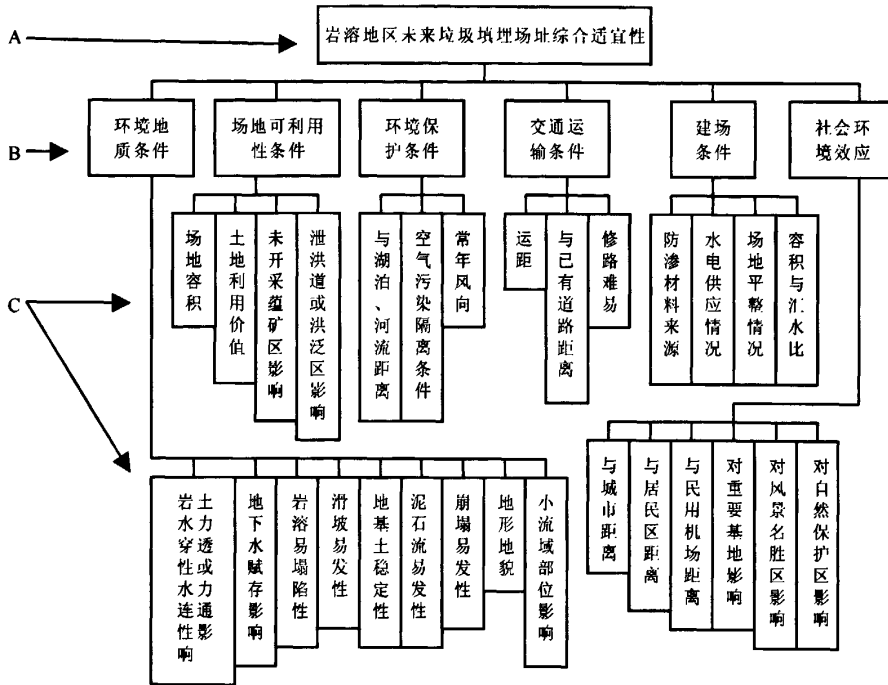 A
岩溶地区未来垃圾填埋场址综合适宜性
B
环境地
质条件
场地可利用
性条件
环境保
护条件
交通运
输条件
建场
条件
社会环
境效应
C
场地容积
土地利用价值
未开采蕴矿区影响
泄洪道或洪泛区影响
与湖泊、河流距离
空气污染隔离条件
常年风向
运距
与已有道路距离
修路难易
防渗材料来源
水电供应情况
场地平整情况
容积与汇水比
岩土水力穿透性或水力连通性影响
地下水赋存影响
岩溶易塌陷性
滑坡易发性
地基土稳定性
泥石流易发性
崩塌易发性
地形地貌
小流域部位影响
与城市距离
与居民区距离
与民用机场距离
对重要基地影响
对风景名胜区影响
对自然保护区影响